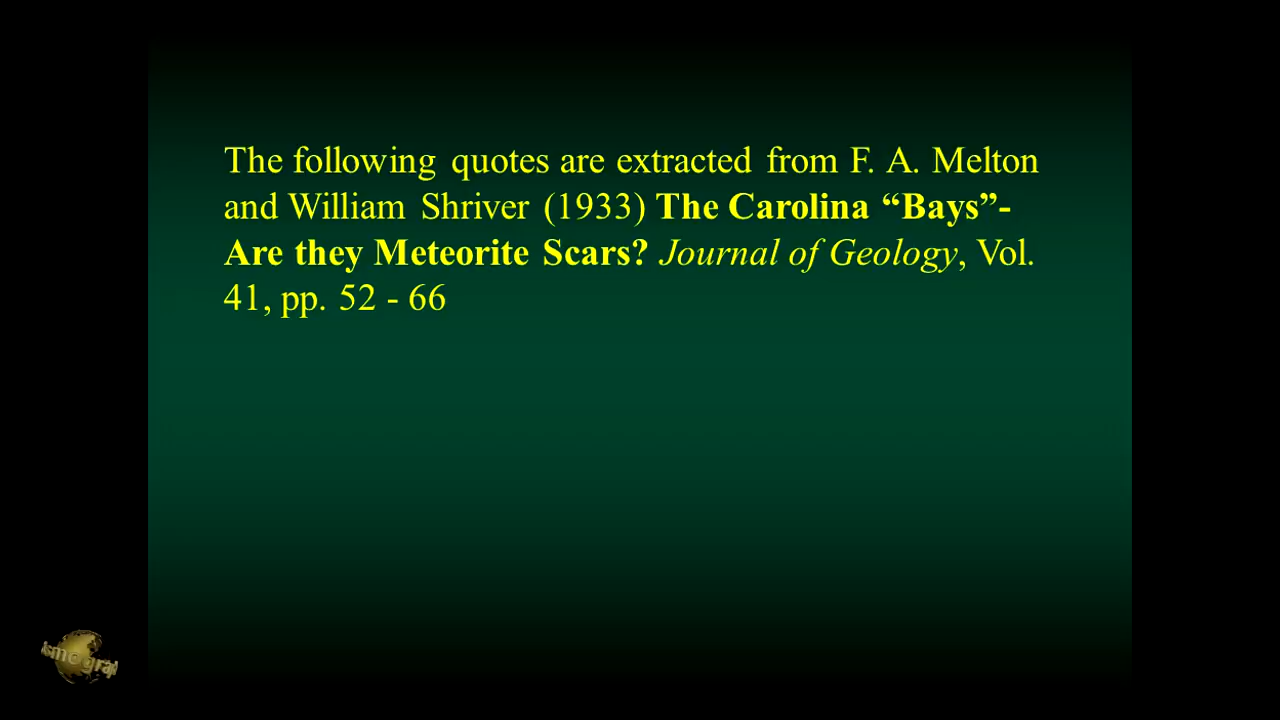 The following quotes are extracted from F. A. Melton
and William Shriver (1933) The Carolina “Bays”-
Are they Meteorite Scars? Journal of Geology, Vol.
41, pp. 52 - 66